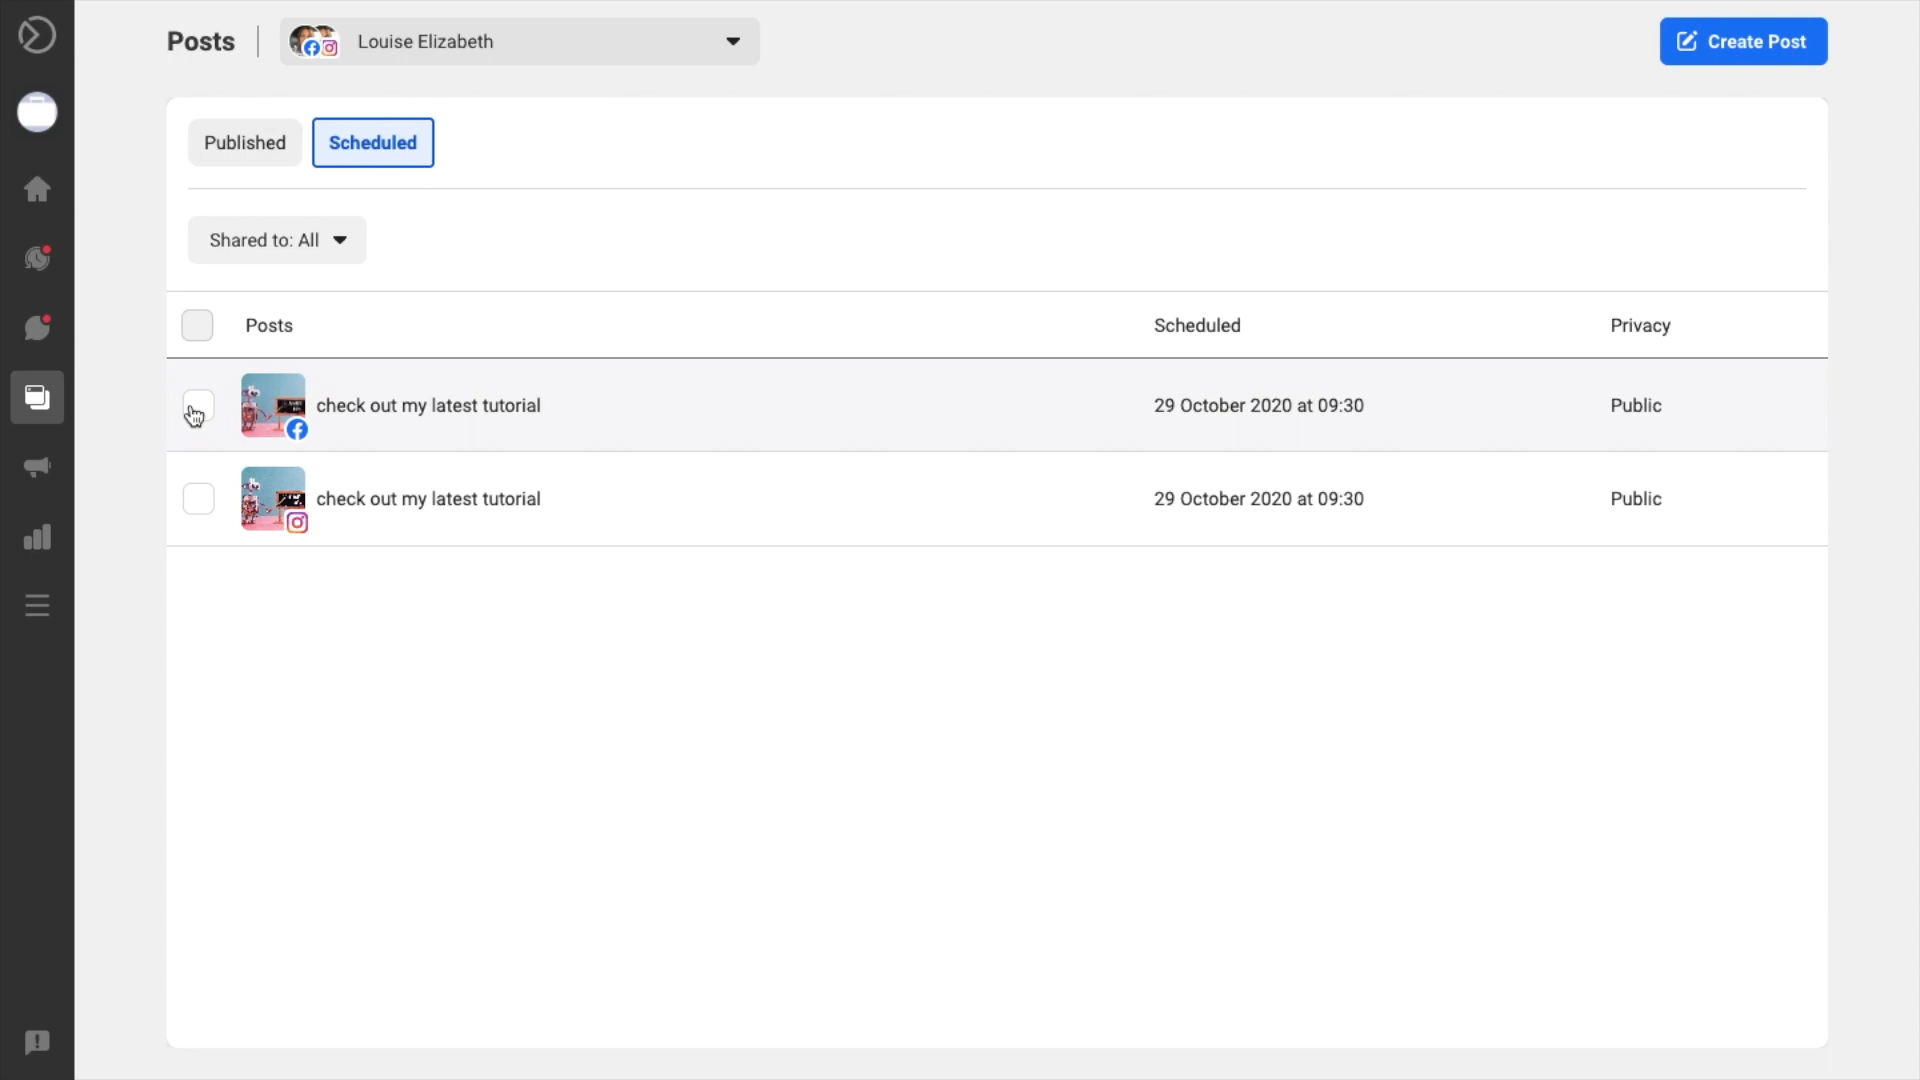 Posts
Louise Elizabeth
Create Post
Published
Scheduled
Shared to: All
Posts Scheduled Privacy
check out my latest tutorial 29 October 2020 at 09:30 Public
check out my latest tutorial 29 October 2020 at 09:30 Public